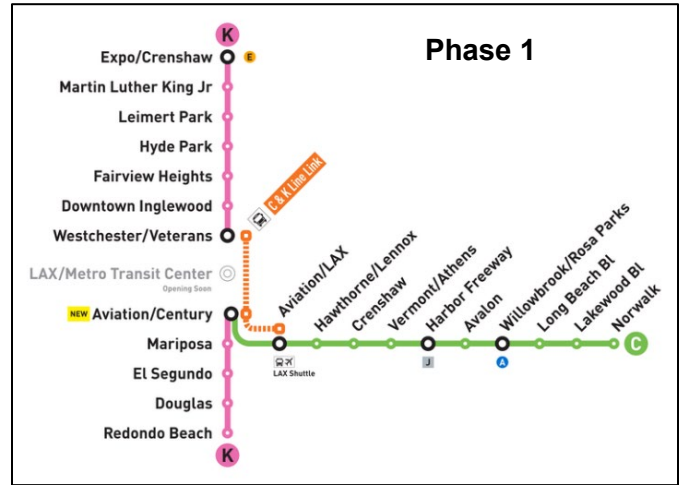 Phase 1
K
Expo/Crenshaw
E
Martin Luther King Jr
Leimert Park
Hyde Park
Fairview Heights
Downtown Inglewood
Westchester/Veterans
C & K Line Link
LAX/Metro Transit Center
Opening Soon
NEW Aviation/Century
Mariposa
El Segundo
Douglas
Redondo Beach
K
Aviation/LAX
LAX Shuttle
Hawthorne/Lennox
Crenshaw
Vermont/Athens
Harbor Freeway
J
Avalon
Willowbrook/Rosa Parks
A
Long Beach Bl
Lakewood Bl
Norwalk
C